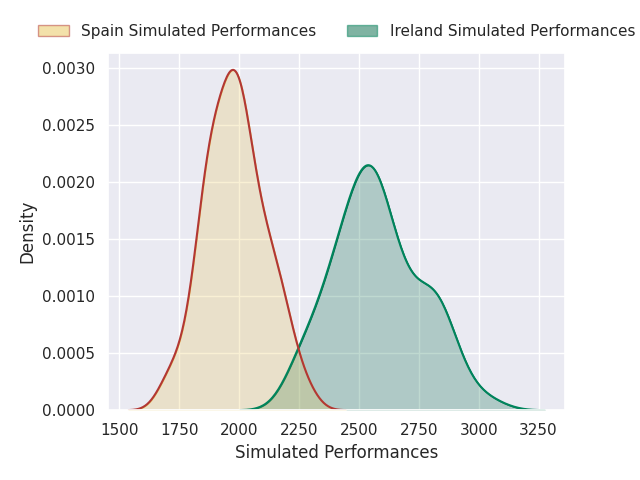 Spain Simulated Performances
Ireland Simulated Performances
0.0030
0.0025
0.0020
0.0015
0.0010
0.0005
0.0000
Density
1500 1750 2000 2250 2500 2750 3000 3250
Simulated Performances